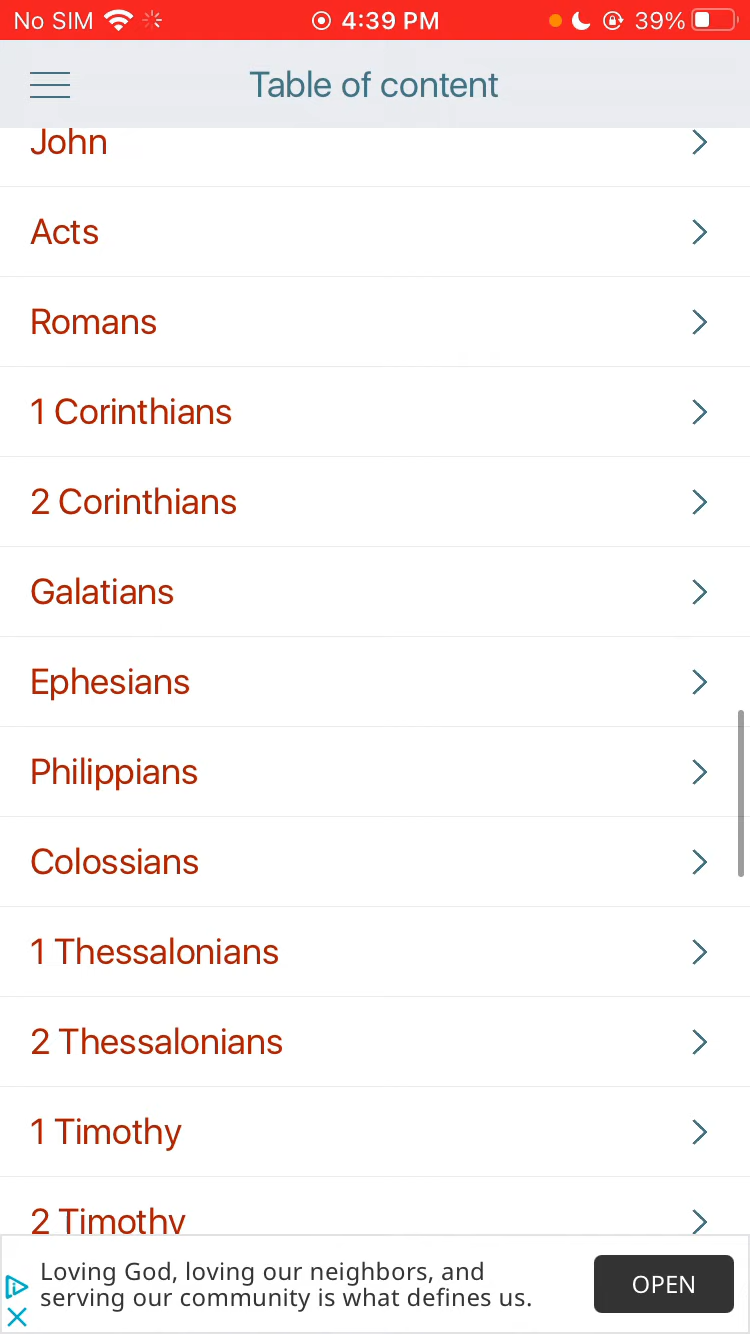 No SIM 4:39 PM 39%
Table of content
John
Acts
Romans
1 Corinthians
2 Corinthians
Galatians
Ephesians
Philippians
Colossians
1 Thessalonians
2 Thessalonians
1 Timothy
2 Timothy
Loving God, loving our neighbors, and
serving our community is what defines us.
OPEN